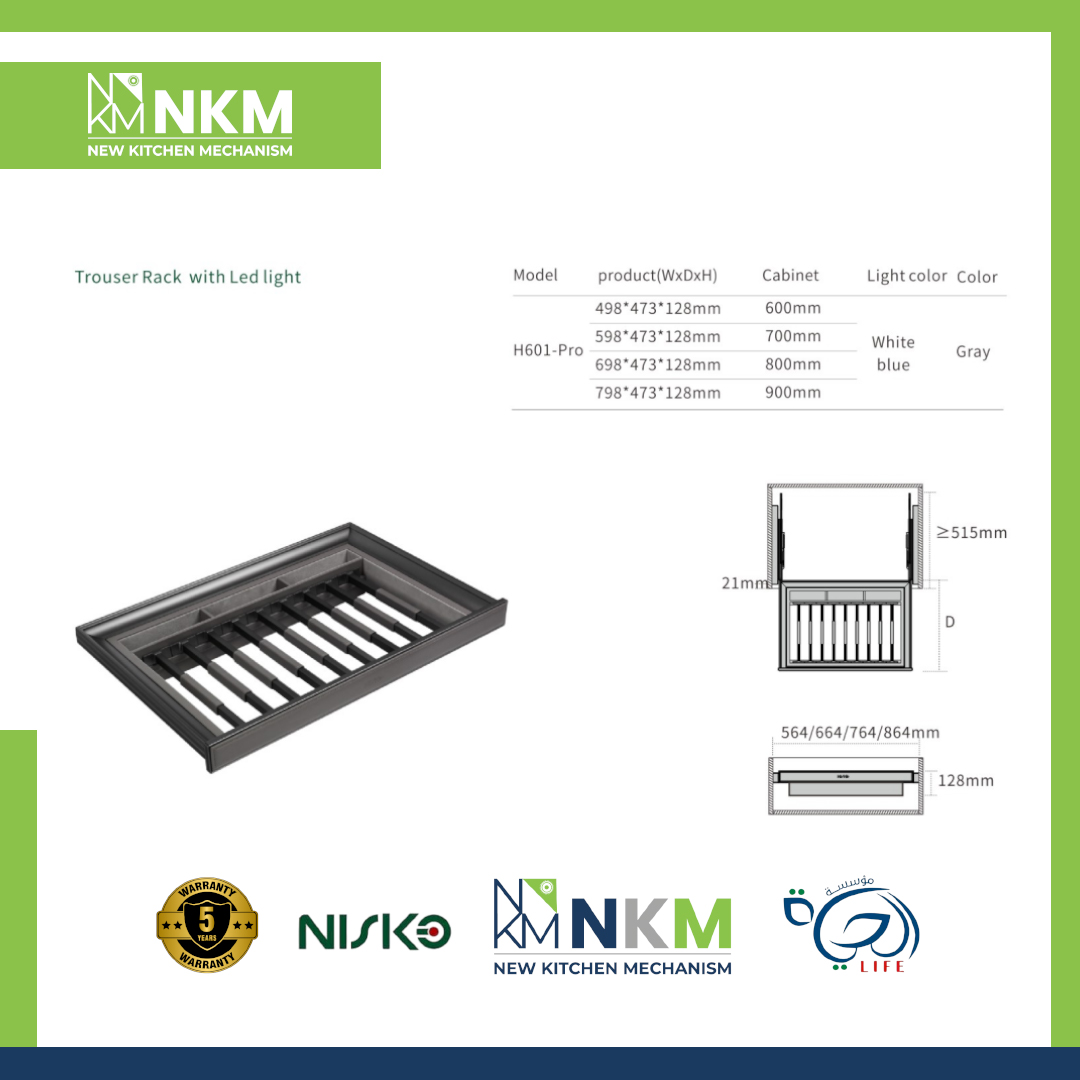 NKM
NKM
NEW KITCHEN MECHANISM
Trouser Rack with Led light
Model product(WxDxH) Cabinet Light color Color
498*473*128mm 600mm
598*473*128mm 700mm
H601-Pro White blue Gray
698*473*128mm 800mm
798*473*128mm 900mm
≥515mm
21mm
D
564/664/764/864mm
128mm
WARRANTY
5
YEARS
WARRANTY
NISKO
NKM
NKM
NEW KITCHEN MECHANISM
مؤسسة
LIFE